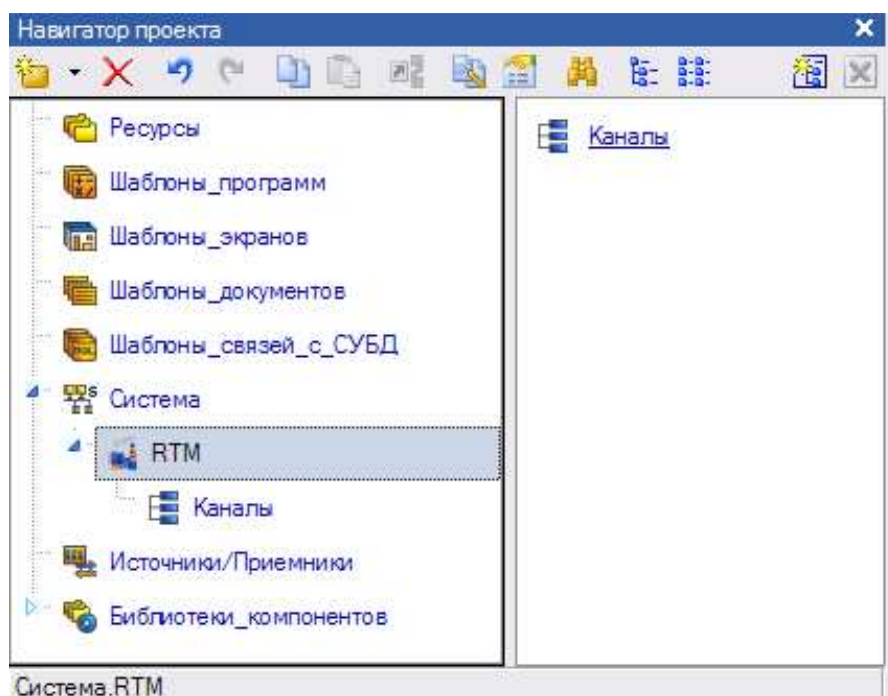 Навигатор проекта
Ресурсы
Шаблоны_программ
Шаблоны_экранов
Шаблоны_документов
Шаблоны_связей_с_СУБД
Система
RTM
Каналы
Источники/Приемники
Библиотеки_компонентов
Каналы
Система.RTM